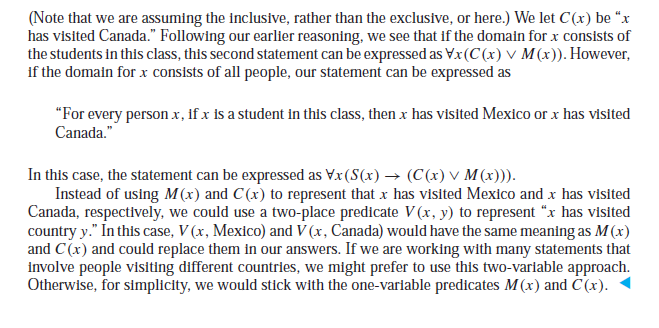 (Note that we are assuming the inclusive, rather than the exclusive, or here.) We let C(x) be “x
has visited Canada.” Following our earlier reasoning, we see that if the domain for x consists of
the students in this class, this second statement can be expressed as ∀x(C(x) ∨ M(x)). However,
if the domain for x consists of all people, our statement can be expressed as
“For every person x, if x is a student in this class, then x has visited Mexico or x has visited
Canada.”
In this case, the statement can be expressed as ∀x(S(x) → (C(x) ∨ M(x))).
Instead of using M(x) and C(x) to represent that x has visited Mexico and x has visited
Canada, respectively, we could use a two-place predicate V(x, y) to represent “x has visited
country y.” In this case, V(x, Mexico) and V(x, Canada) would have the same meaning as M(x)
and C(x) and could replace them in our answers. If we are working with many statements that
involve people visiting different countries, we might prefer to use this two-variable approach.
Otherwise, for simplicity, we would stick with the one-variable predicates M(x) and C(x). ◀